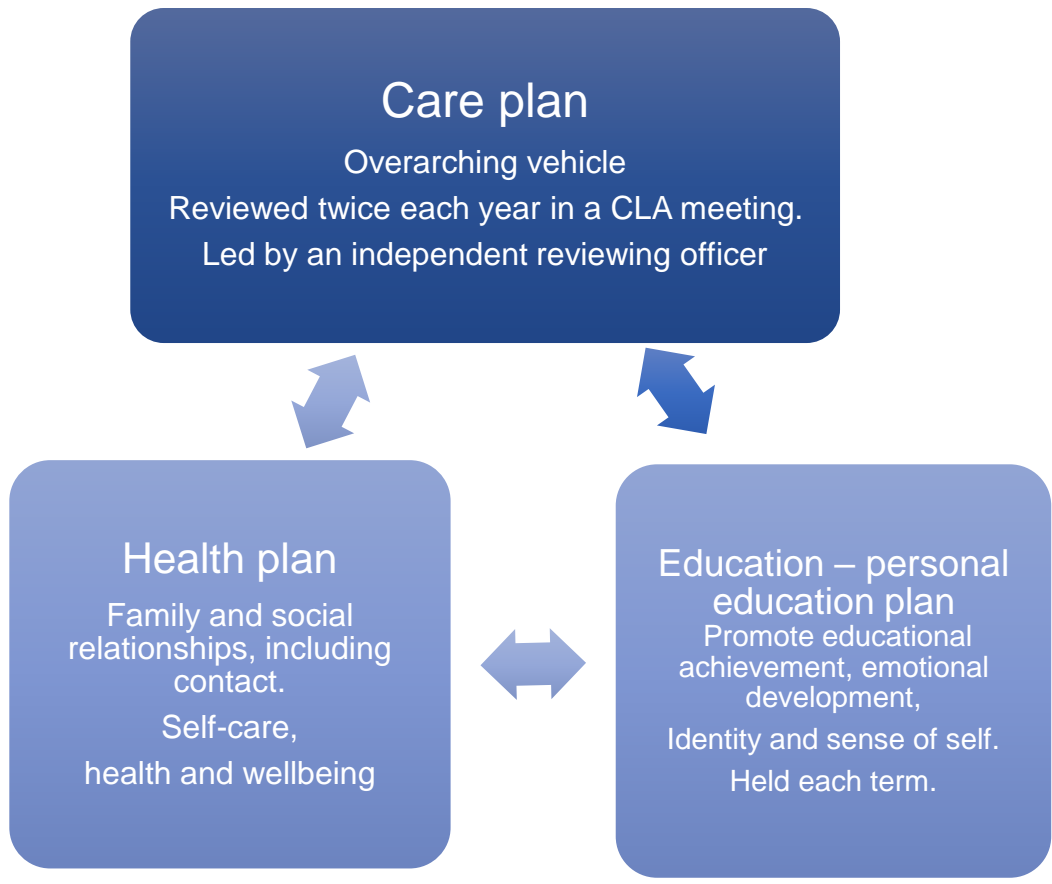 Care plan
Overarching vehicle
Reviewed twice each year in a CLA meeting.
Led by an independent reviewing officer
Health plan
Family and social
relationships, including
contact.
Self-care,
health and wellbeing
Education – personal
education plan
Promote educational
achievement, emotional
development,
Identity and sense of self.
Held each term.